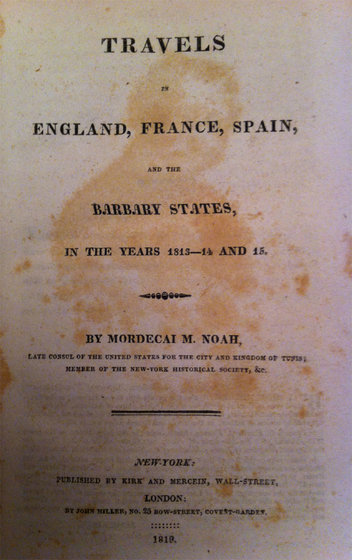 TRAVELS
IN
ENGLAND, FRANCE, SPAIN,
AND THE
BARBARY STATES,
IN THE YEARS 1813—14 AND 15.
BY MORDECAI M. NOAH,
LATE CONSUL OF THE UNITED STATES FOR THE CITY AND KINGDOM OF TUNIS;
MEMBER OF THE NEW-YORK HISTORICAL SOCIETY, &c.
NEW-YORK:
PUBLISHED BY KIRK AND MERCEIN, WALL-STREET,
LONDON:
BY JOHN MILLER, NO. 25 BOW-STREET, COVENT-GARDEN.
1819.